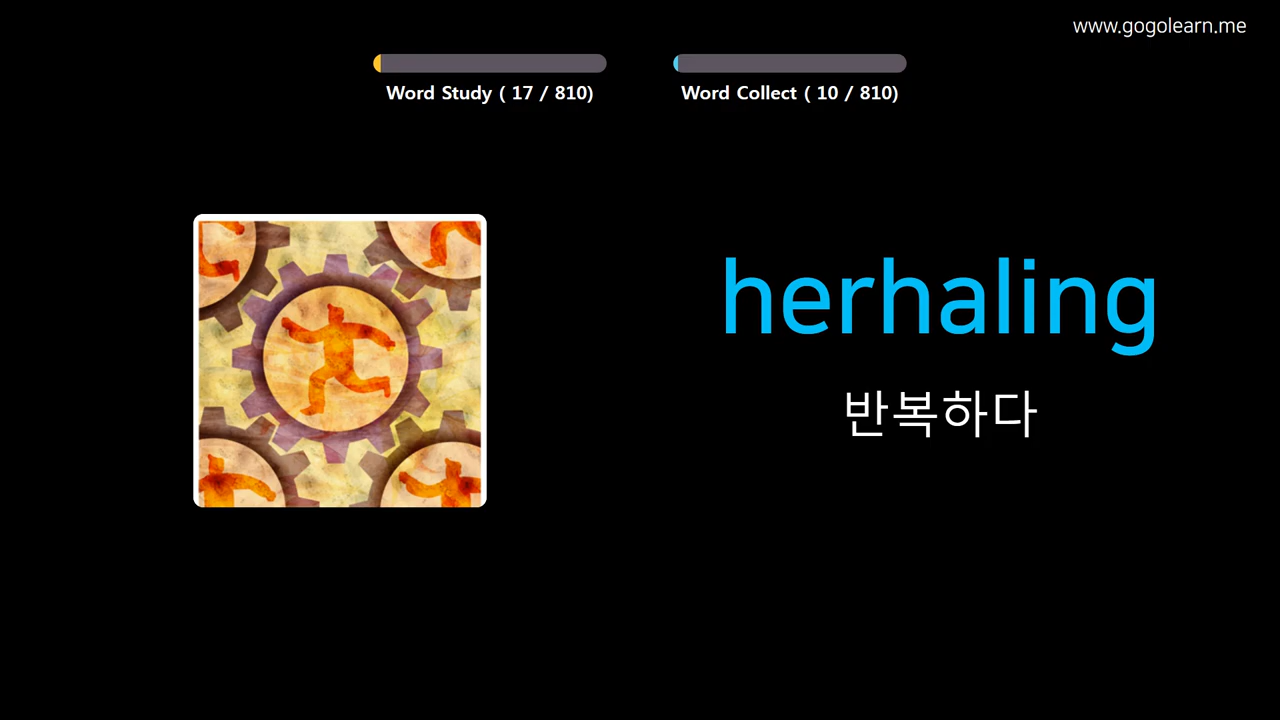 www.gogolearn.me
Word Study ( 17 / 810)
Word Collect ( 10 / 810)
herhaling
반복하다